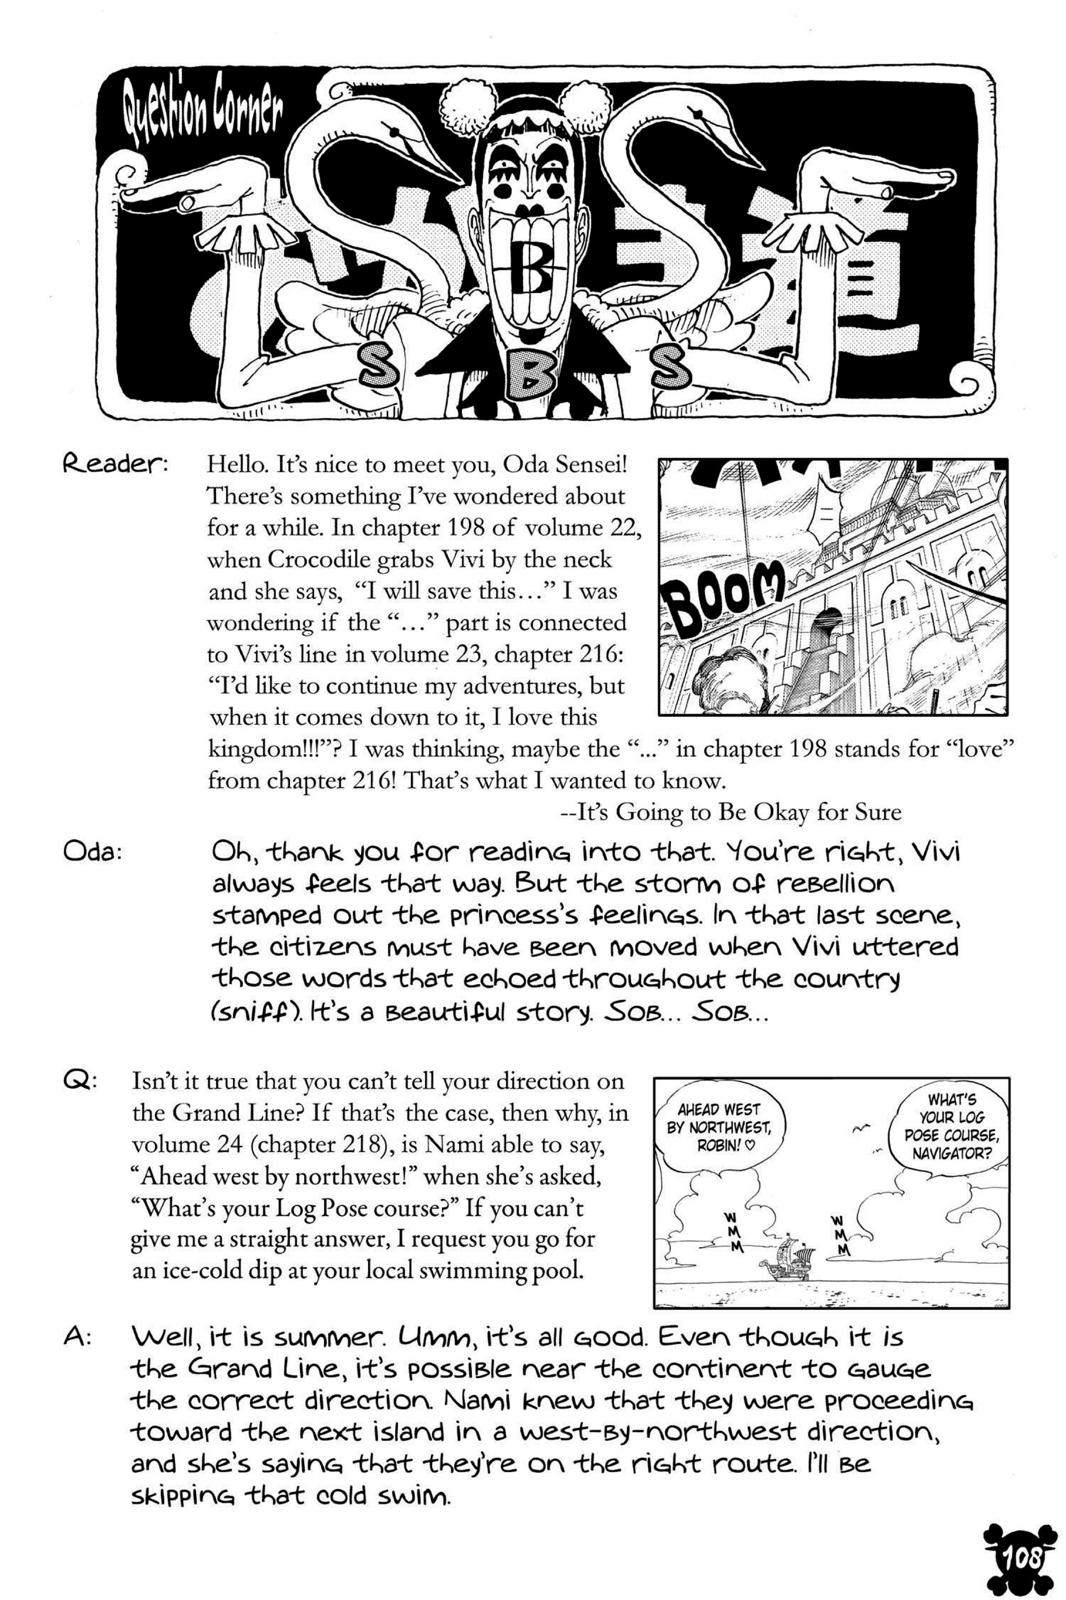 Question Corner
B
S
B
S
Reader:
Hello. It's nice to meet you, Oda Sensei!
There's something I've wondered about
for a while. In chapter 198 of volume 22,
when Crocodile grabs Vivi by the neck
and she says, "I will save this…" I was
wondering if the "…" part is connected
to Vivi's line in volume 23, chapter 216:
"I'd like to continue my adventures, but
when it comes down to it, I love this
kingdom!!!"? I was thinking, maybe the "..." in chapter 198 stands for "love"
from chapter 216! That's what I wanted to know.
--It's Going to Be Okay for Sure
BOOM
Oda:
Oh, thank you for reading into that. You're right, Vivi
always feels that way. But the storm of rebellion
stamped out the princess's feelings. In that last scene,
the citizens must have been moved when Vivi uttered
those words that echoed throughout the country
(sniff). It's a beautiful story. Sob... Sob...
Q:
Isn't it true that you can't tell your direction on
the Grand Line? If that's the case, then why, in
volume 24 (chapter 218), is Nami able to say,
"Ahead west by northwest!" when she's asked,
"What's your Log Pose course?" If you can't
give me a straight answer, I request you go for
an ice-cold dip at your local swimming pool.
WHAT'S
YOUR LOG
POSE COURSE,
NAVIGATOR?
AHEAD WEST
BY NORTHWEST,
ROBIN! ♡
WMM
WMM
A:
Well, it is summer. Umm, it's all good. Even though it is
the Grand Line, it's possible near the continent to gauge
the correct direction. Nami knew that they were proceeding
toward the next island in a west-by-northwest direction,
and she's saying that they're on the right route. I'll be
skipping that cold swim.
108